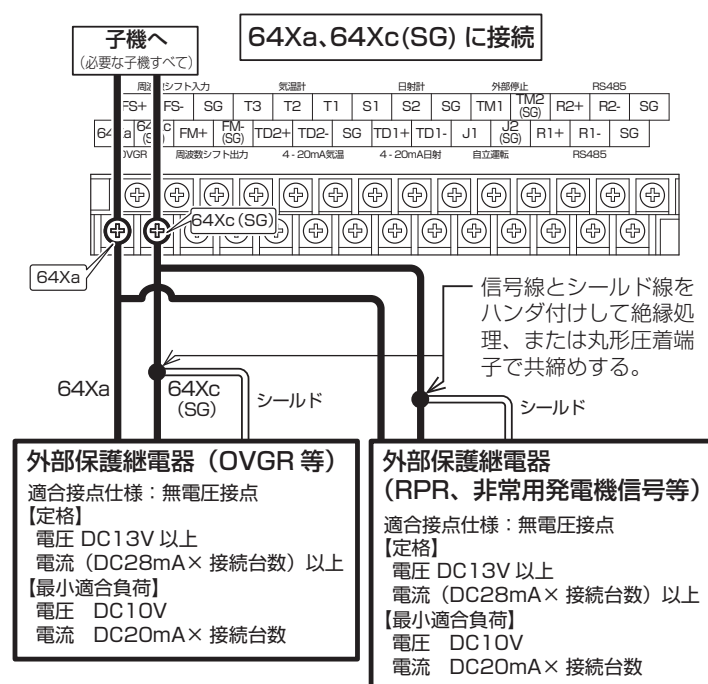 子機へ
(必要な子機すべて)
64Xa、64Xc(SG) に接続
周波数シフト入力 気温計 日射計 外部停止 RS485
FS+ FS- SG T3 T2 T1 S1 S2 SG TM1 TM2(SG) R2+ R2- SG
64Xa 64Xc(SG) FM+ FM-(SG) TD2+ TD2- SG TD1+ TD1- J1 J2(SG) R1+ R1- SG
OVGR 周波数シフト出力 4-20mA気温 4-20mA日射 自立運転 RS485
64Xc(SG)
64Xa
信号線とシールド線を
ハンダ付けして絶縁処
理、または丸形圧着端
子で共締めする。
64Xa
64Xc
(SG)
シールド
シールド
外部保護継電器（OVGR 等）
適合接点仕様：無電圧接点
【定格】
電圧 DC13V 以上
電流（DC28mA× 接続台数）以上
【最小適合負荷】
電圧　DC10V
電流　DC20mA× 接続台数
外部保護継電器
（RPR、非常用発電機信号等）
適合接点仕様：無電圧接点
【定格】
電圧 DC13V 以上
電流（DC28mA× 接続台数）以上
【最小適合負荷】
電圧　DC10V
電流　DC20mA× 接続台数